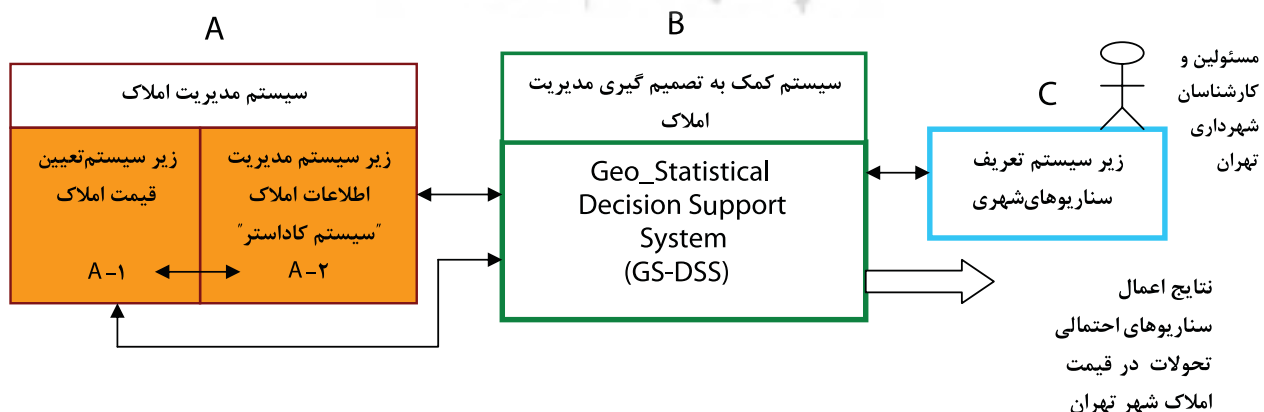 A
سیستم مدیریت املاک
زیر سیستم تعیین
قیمت املاک
A-۱
زیر سیستم مدیریت
اطلاعات املاک
"سیستم کاداستر"
A-۲
B
سیستم کمک به تصمیم گیری مدیریت
املاک
Geo_Statistical
Decision Support
System
(GS-DSS)
C
زیر سیستم تعریف
سناریوهای شهری
مسئولین و
کارشناسان
شهرداری
تهران
نتایج اعمال
سناریوهای احتمالی
تحولات در قیمت
املاک شهر تهران